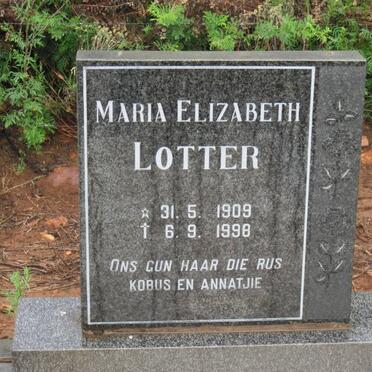 MARIA ELIZABETH
LOTTER
☆ 31. 5. 1909
† 6. 9. 1998
ONS GUN HAAR DIE RUS
KOBUS EN ANNATJIE